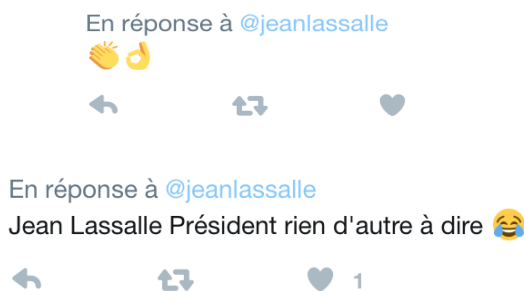 En réponse à @jeanlassalle
👏👌
En réponse à @jeanlassalle
Jean Lassalle Président rien d'autre à dire 😂
1